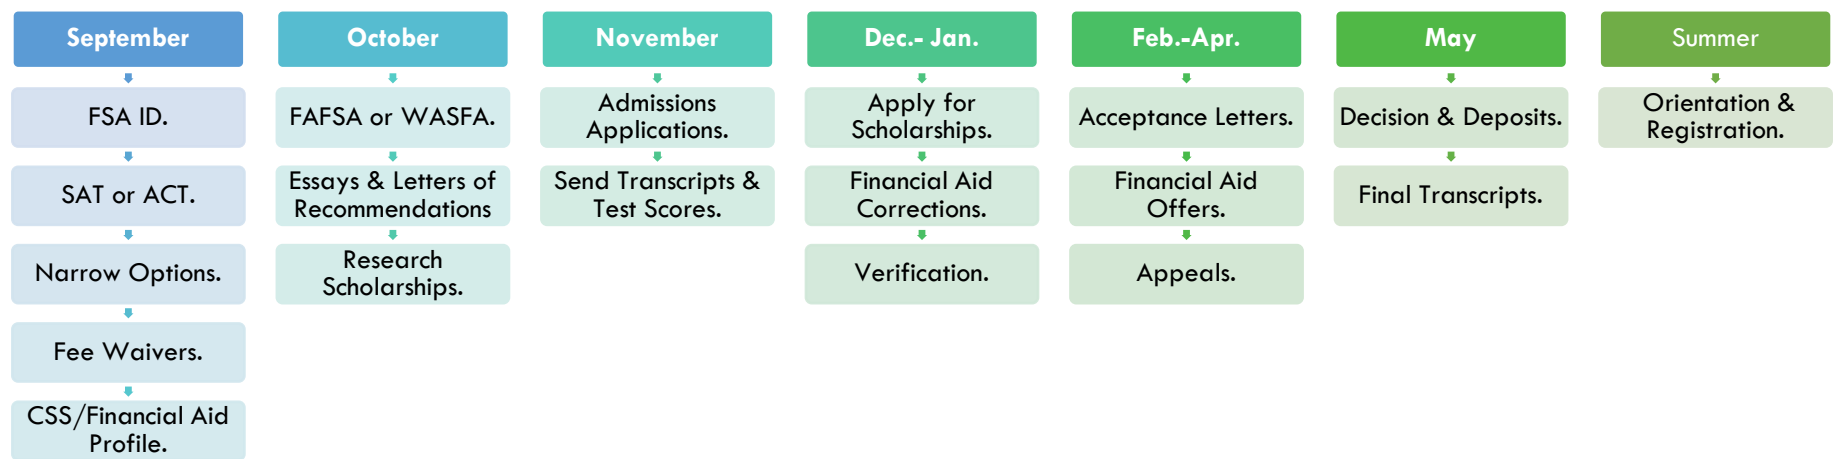 September
FSA ID.
SAT or ACT.
Narrow Options.
Fee Waivers.
CSS/Financial Aid
Profile.
October
FAFSA or WASFA.
Essays & Letters of
Recommendations
Research
Scholarships.
November
Admissions
Applications.
Send Transcripts &
Test Scores.
Dec.- Jan.
Apply for
Scholarships.
Financial Aid
Corrections.
Verification.
Feb.-Apr.
Acceptance Letters.
Financial Aid
Offers.
Appeals.
May
Decision & Deposits.
Final Transcripts.
Summer
Orientation &
Registration.